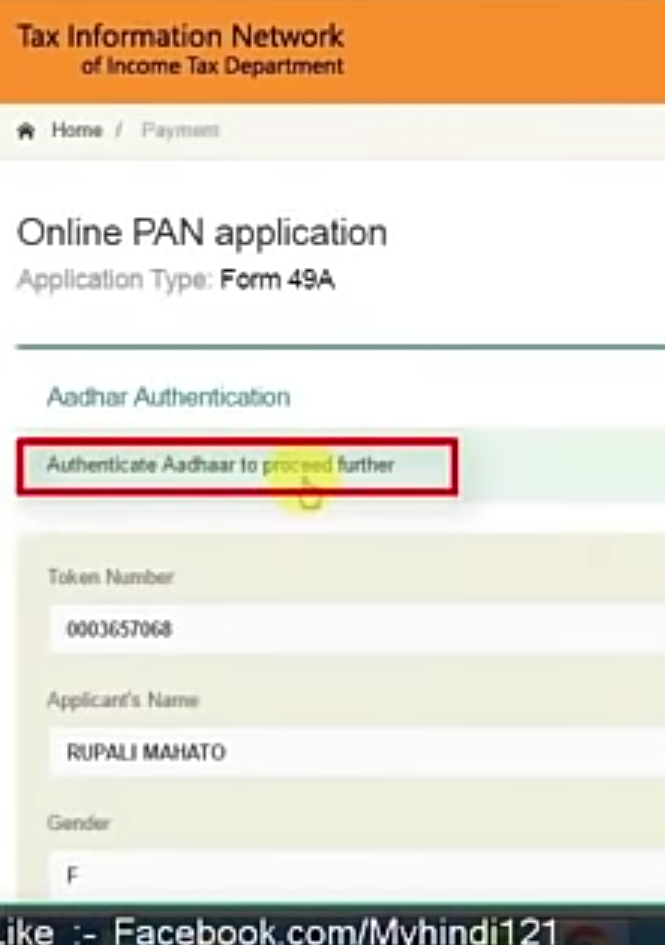 Tax Information Network
of Income Tax Department
Home / Payment
Online PAN application
Application Type: Form 49A
Aadhar Authentication
Authenticate Aadhaar to proceed further
Token Number
0003657068
Applicant's Name
RUPALI MAHATO
Gender
F
ike :- Facebook.com/Myhindi121